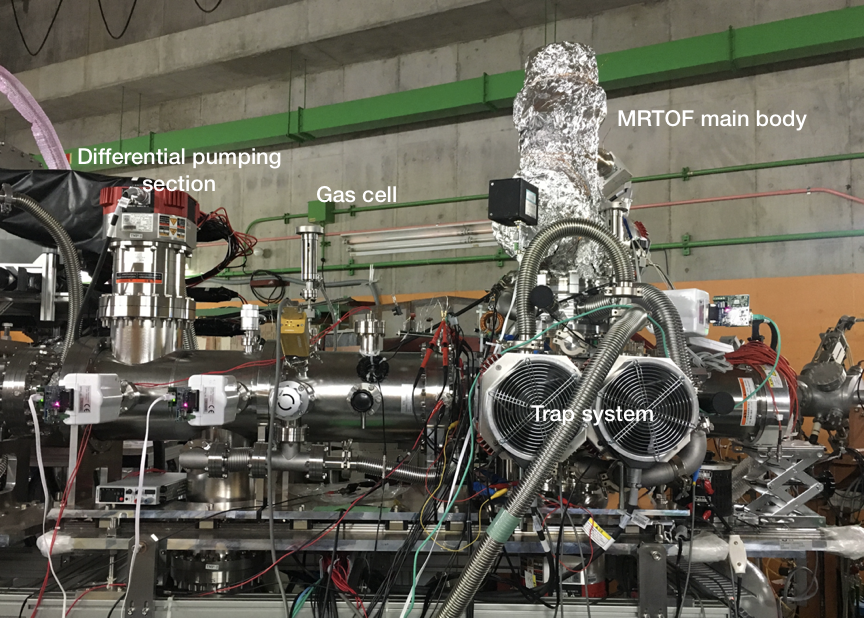 MRTOF main body
Differential pumping
section
Gas cell
Trap system